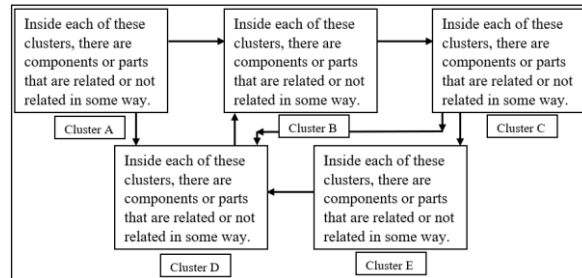 Inside each of these
clusters, there are
components or parts
that are related or not
related in some way.
Cluster A
Inside each of these
clusters, there are
components or parts
that are related or not
related in some way.
Cluster B
Inside each of these
clusters, there are
components or parts
that are related or not
related in some way.
Cluster C
Inside each of these
clusters, there are
components or parts
that are related or not
related in some way.
Cluster D
Inside each of these
clusters, there are
components or parts
that are related or not
related in some way.
Cluster E